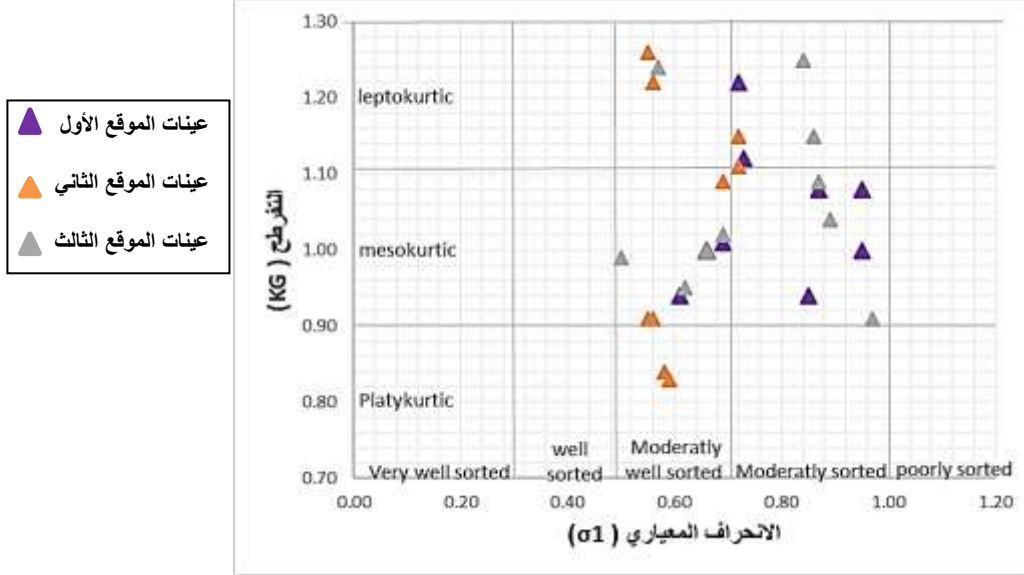 عينات الموقع الأول
عينات الموقع الثاني
عينات الموقع الثالث
التفرطح ( KG)
1.30
1.20
1.10
1.00
0.90
0.80
0.70
leptokurtic
mesokurtic
Platykurtic
Very well sorted
well
sorted
Moderatly
well sorted
Moderatly sorted
poorly sorted
0.00 0.20 0.40 0.60 0.80 1.00 1.20
الانحراف المعياري ( σ1)